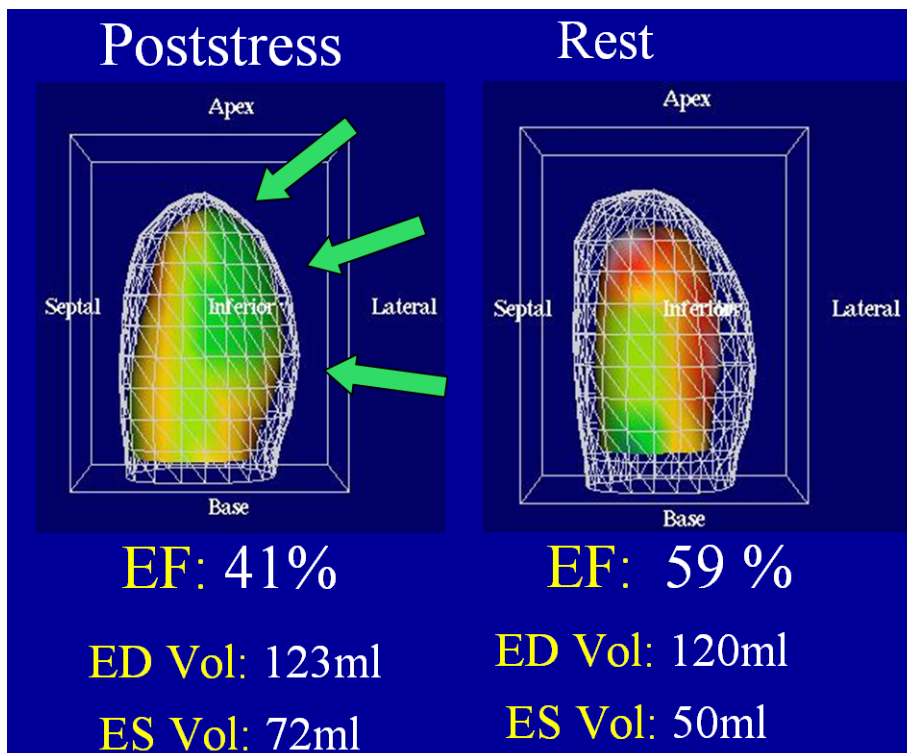 Poststress
Apex
Septal
Inferior
Lateral
Base
EF: 41%
ED Vol: 123ml
ES Vol: 72ml
Rest
Apex
Septal
Inferior
Lateral
Base
EF: 59 %
ED Vol: 120ml
ES Vol: 50ml